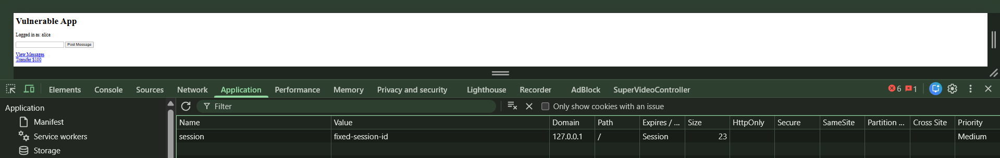 Vulnerable App
Logged in as: alice
Post Message
View Messages
Transfer $100
Elements Console Sources Network Application Performance Memory Privacy and security Lighthouse Recorder AdBlock SuperVideoController 6 1
Application Filter Only show cookies with an issue
Manifest
Service workers
Storage
Name Value Domain Path Expires / ... Size HttpOnly Secure SameSite Partition ... Cross Site Priority
session fixed-session-id 127.0.0.1 / Session 23 Medium